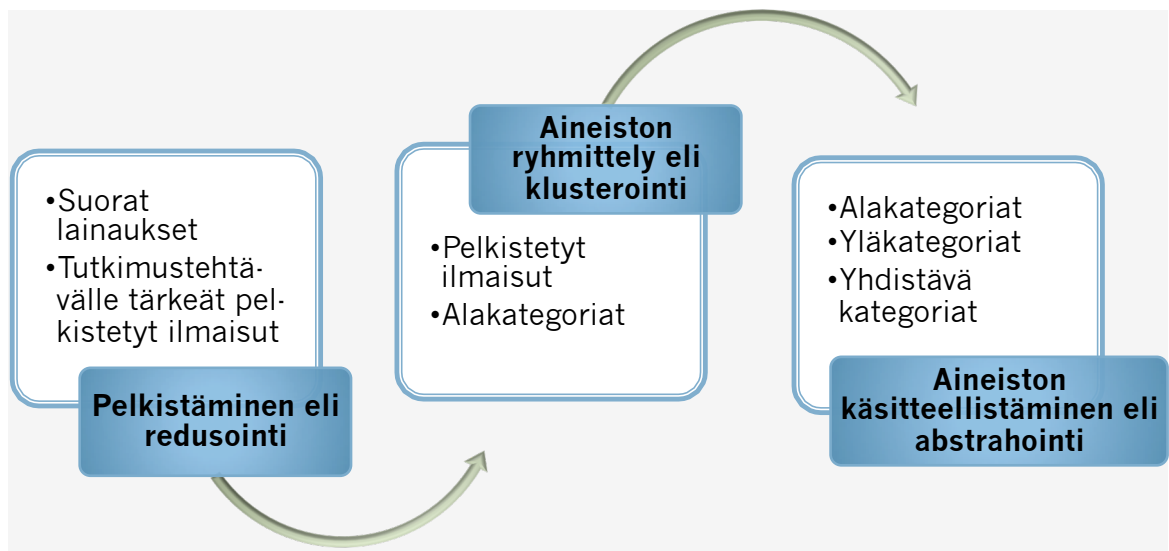 •Suorat
lainaukset
•Tutkimustehtä-
välle tärkeät pel-
kistetyt ilmaisut
Pelkistäminen eli
redusointi
Aineiston
ryhmittely eli
klusterointi
•Pelkistetyt
ilmaisut
•Alakategoriat
•Alakategoriat
•Yläkategoriat
•Yhdistävä
kategoriat
Aineiston
käsitteellistäminen eli
abstrahointi